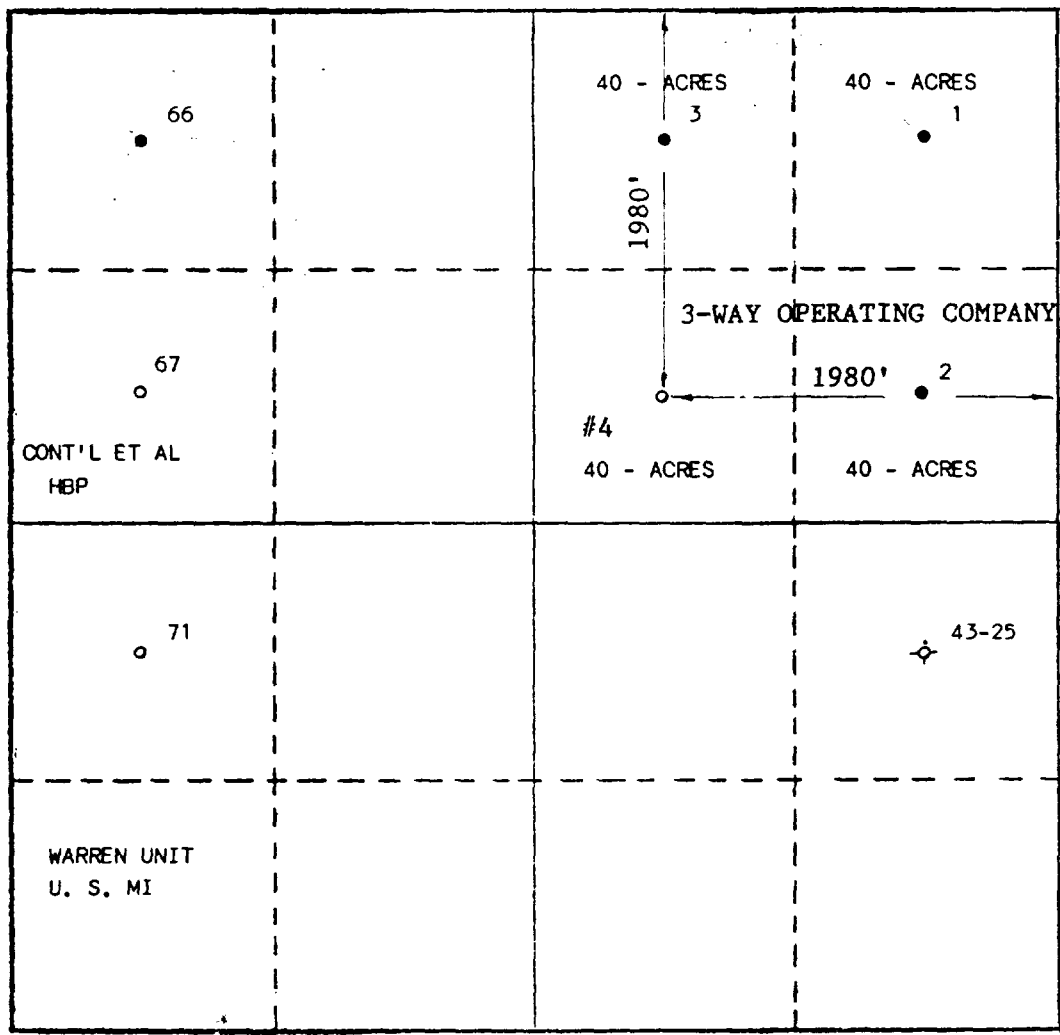 40 - ACRES
40 - ACRES
66
3
1
1980'
3-WAY OPERATING COMPANY
67
1980'
2
#4
CONT'L ET AL
HBP
40 - ACRES
40 - ACRES
71
43-25
WARREN UNIT
U. S. MI